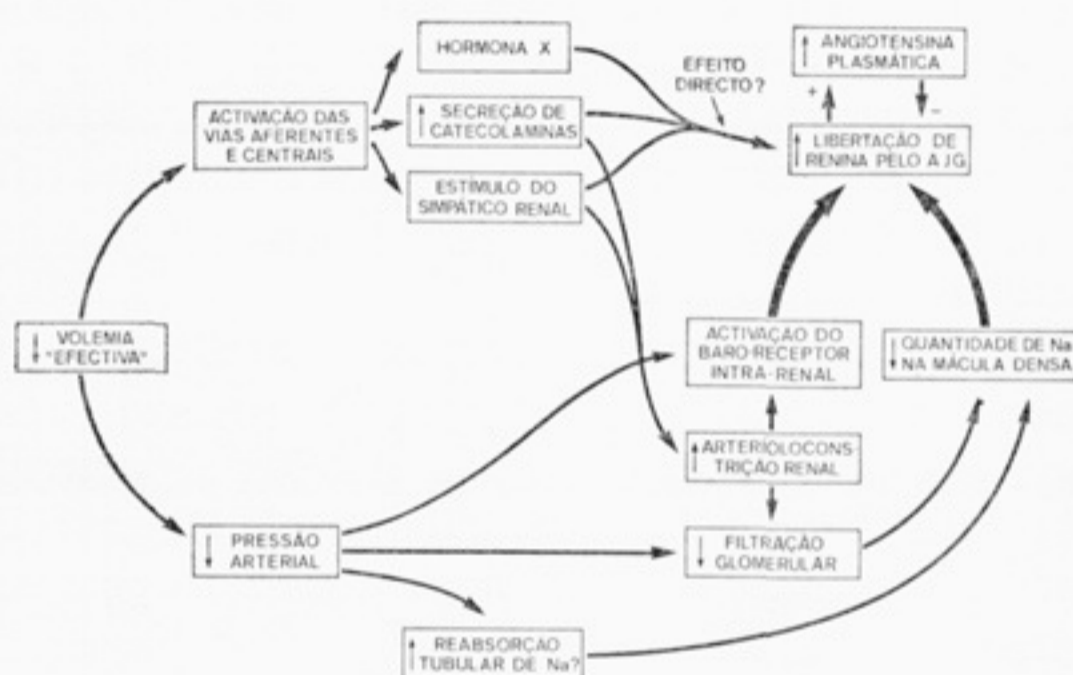 HORMONA X
EFEITO
DIRECTO?
↑ ANGIOTENSINA
PLASMÁTICA
+
−
ACTIVAÇÃO DAS
VIAS AFERENTES
E CENTRAIS
↑ SECREÇÃO DE
CATECOLAMINAS
↑ LIBERTAÇÃO DE
RENINA PELO A JG
ESTÍMULO DO
SIMPÁTICO RENAL
↓ VOLEMIA
"EFECTIVA"
ACTIVAÇÃO DO
BARO-RECEPTOR
INTRA-RENAL
↓ QUANTIDADE DE Na
NA MÁCULA DENSA
↑ ARTERÍOLOCONS
TRIÇÃO RENAL
↓ PRESSÃO
ARTERIAL
↓ FILTRAÇÃO
GLOMERULAR
↑ REABSORÇÃO
TUBULAR DE Na?